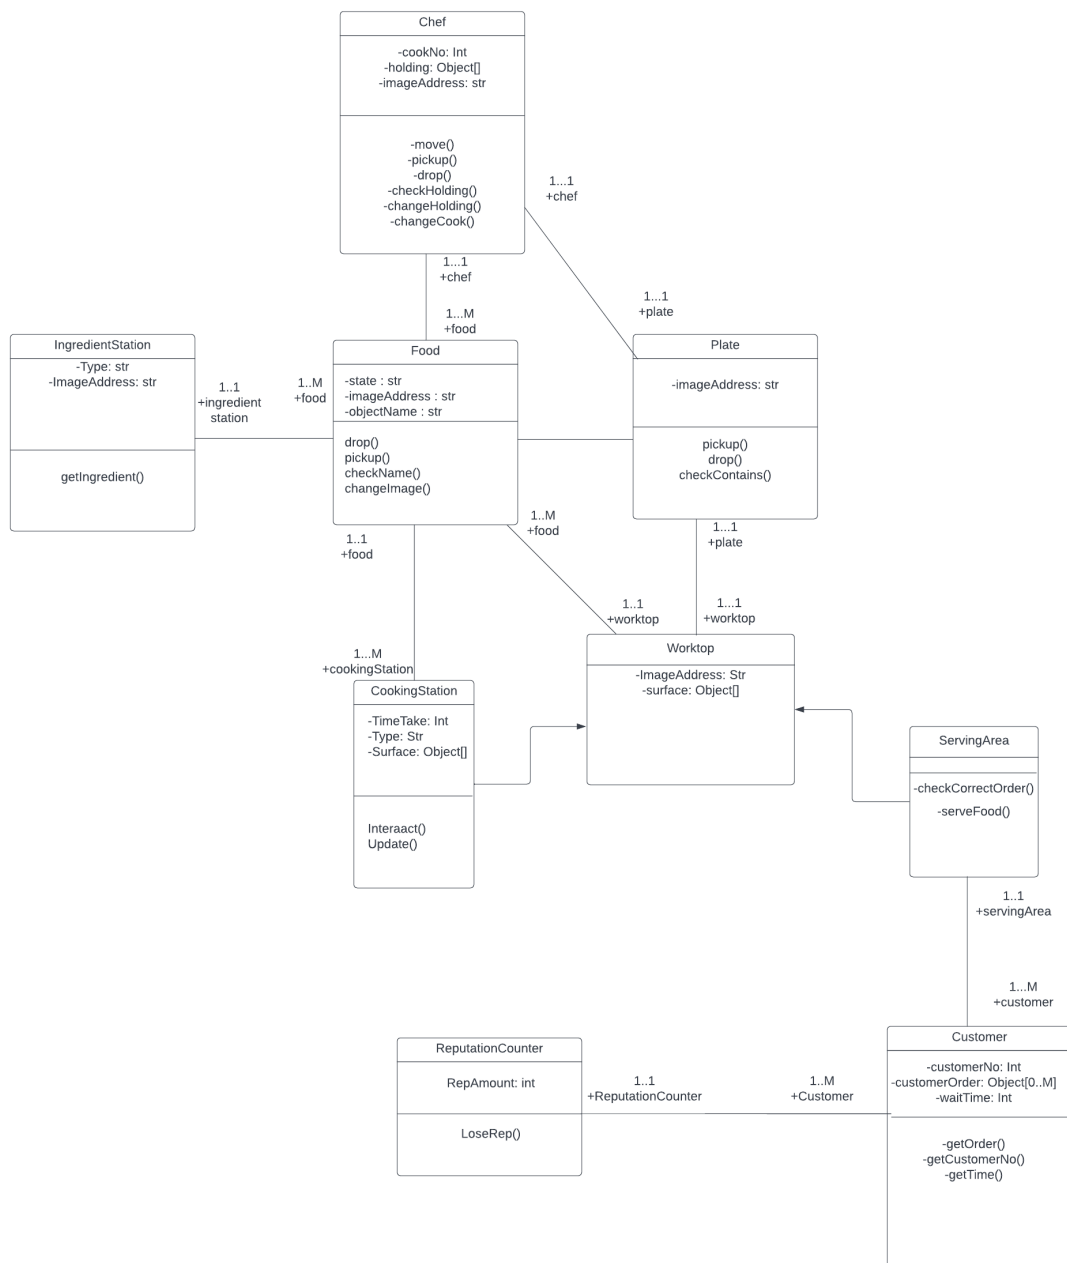 Chef
-cookNo: Int
-holding: Object[]
-imageAddress: str
-move()
-pickup()
-drop()
-checkHolding()
-changeHolding()
-changeCook()
1...1
+chef
1...1
+chef
1...1
+plate
1...M
+food
IngredientStation
-Type: str
-ImageAddress: str
getIngredient()
1...1
+ingredient
station
1..M
+food
Food
-state : str
-imageAddress : str
-objectName : str
drop()
pickup()
checkName()
changeImage()
Plate
-imageAddress: str
pickup()
drop()
checkContains()
1...1
+food
1..M
+food
1...1
+plate
1..1
+worktop
1...1
+worktop
1...M
+cookingStation
CookingStation
-TimeTake: Int
-Type: Str
-Surface: Object[]
Interaact()
Update()
Worktop
-ImageAddress: Str
-surface: Object[]
ServingArea
-checkCorrectOrder()
-serveFood()
1..1
+servingArea
1...M
+customer
ReputationCounter
RepAmount: int
LoseRep()
1..1
+ReputationCounter
1..M
+Customer
Customer
-customerNo: Int
-customerOrder: Object[0..M]
-waitTime: Int
-getOrder()
-getCustomerNo()
-getTime()